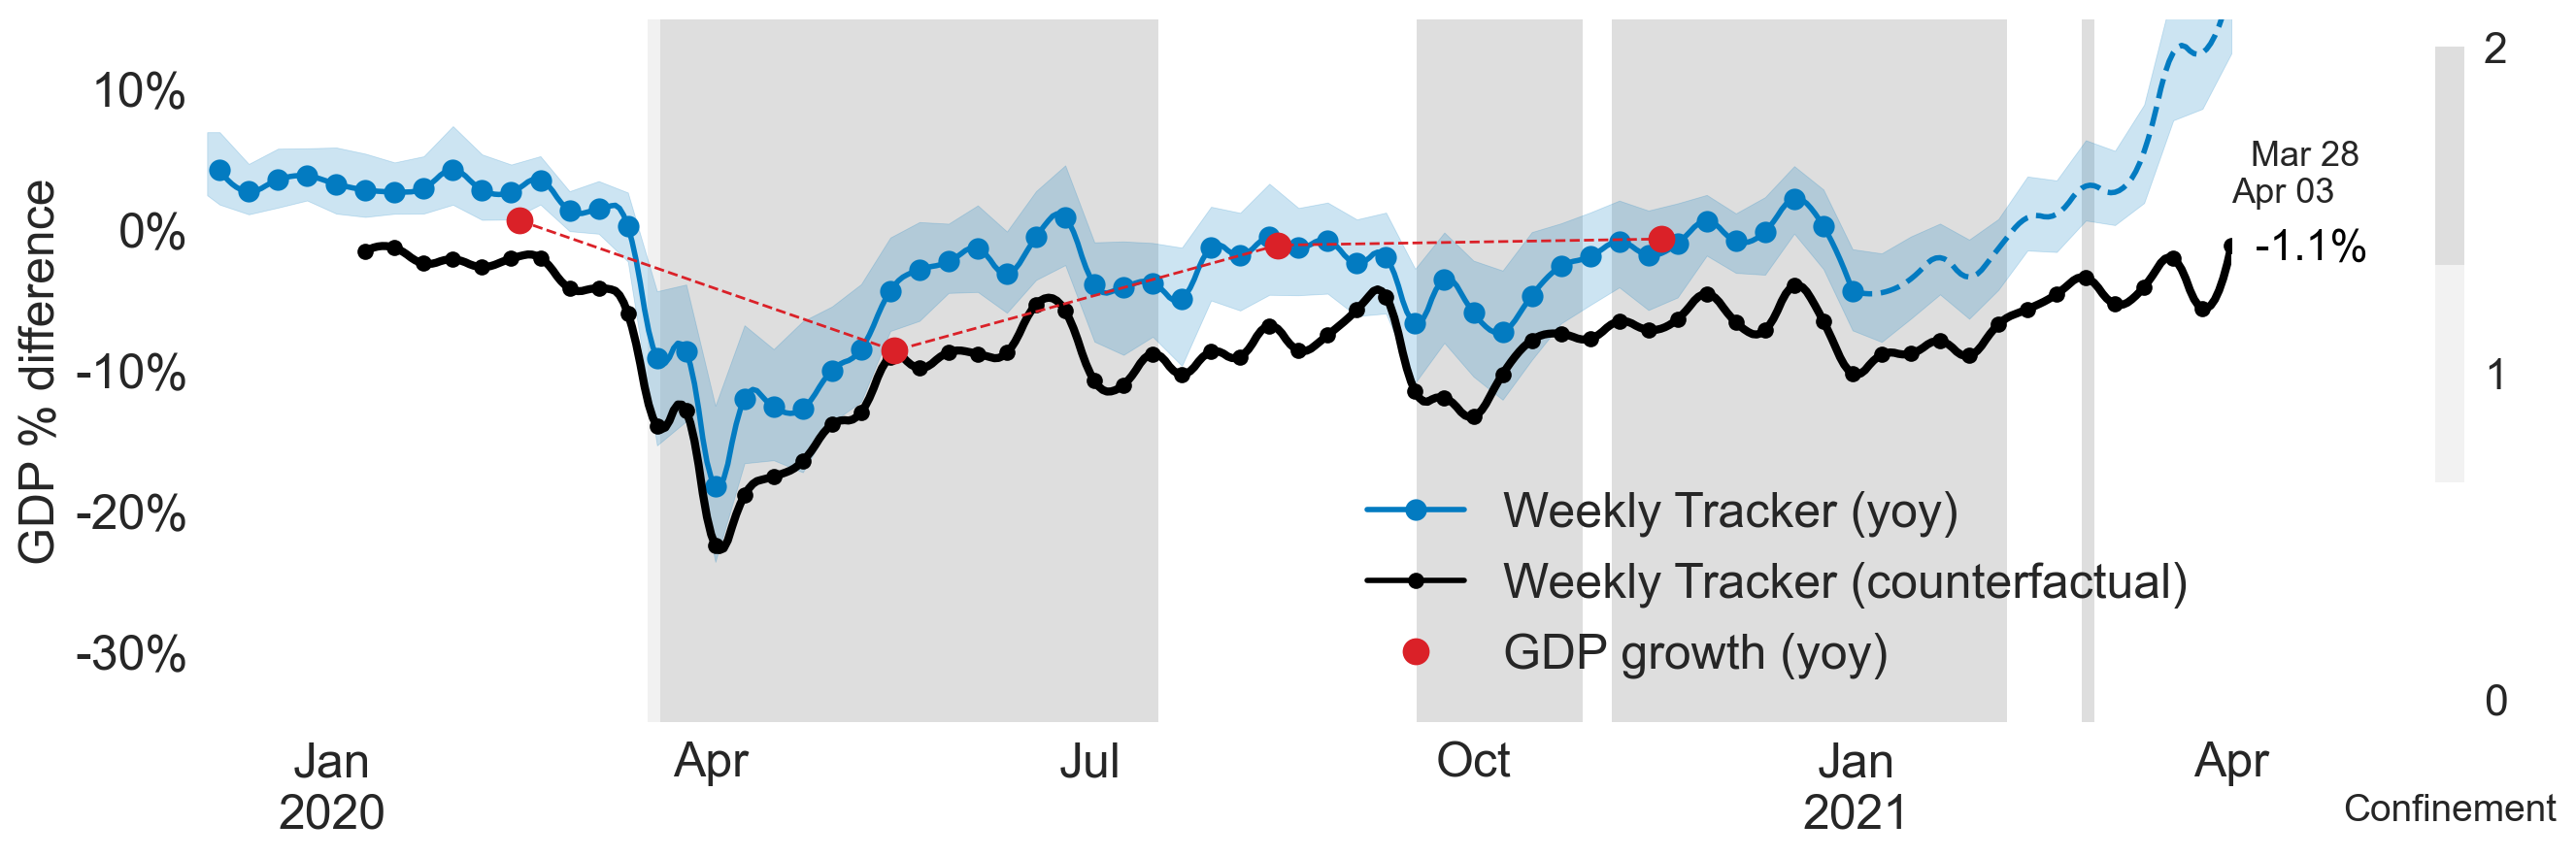 GDP % difference
10%
0%
-10%
-20%
-30%
Weekly Tracker (yoy)
Weekly Tracker (counterfactual)
GDP growth (yoy)
Mar 28
Apr 03
-1.1%
2
1
0
Confinement
Jan
2020
Apr
Jul
Oct
Jan
2021
Apr